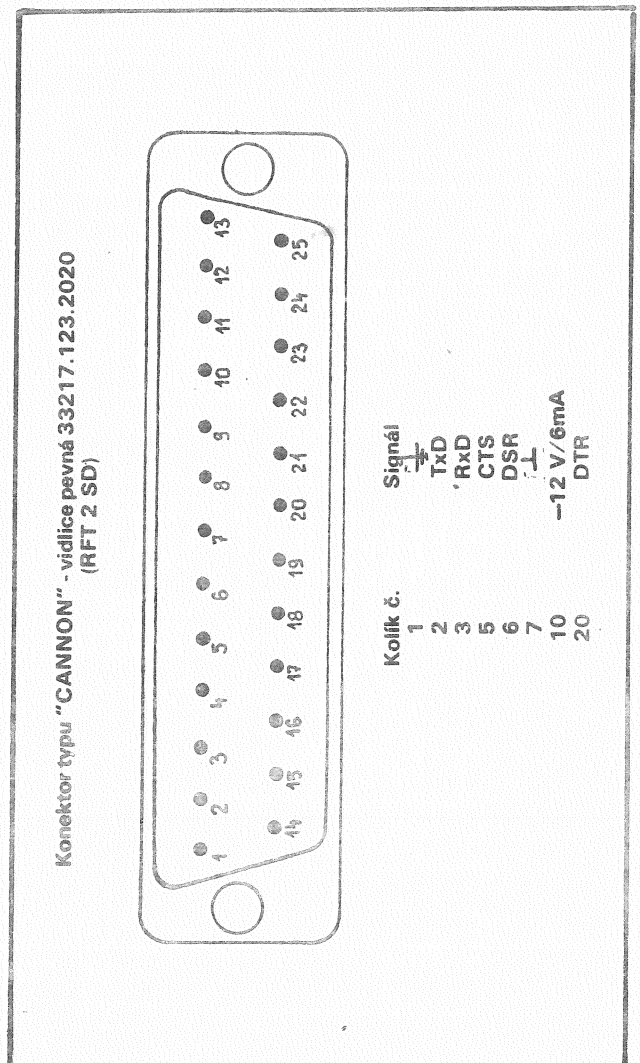 Konektor typu "CANNON" - vidlice pevná 33217.123.2020
(RFT 2 SD)
1 2 3 4 5 6 7 8 9 10 11 12 13
14 15 16 17 18 19 20 21 22 23 24 25
Kolík č. Signál
1 ⏚
2 TxD
3 RxD
5 CTS
6 DSR
7 ⊥
10 –12 V/6mA
20 DTR